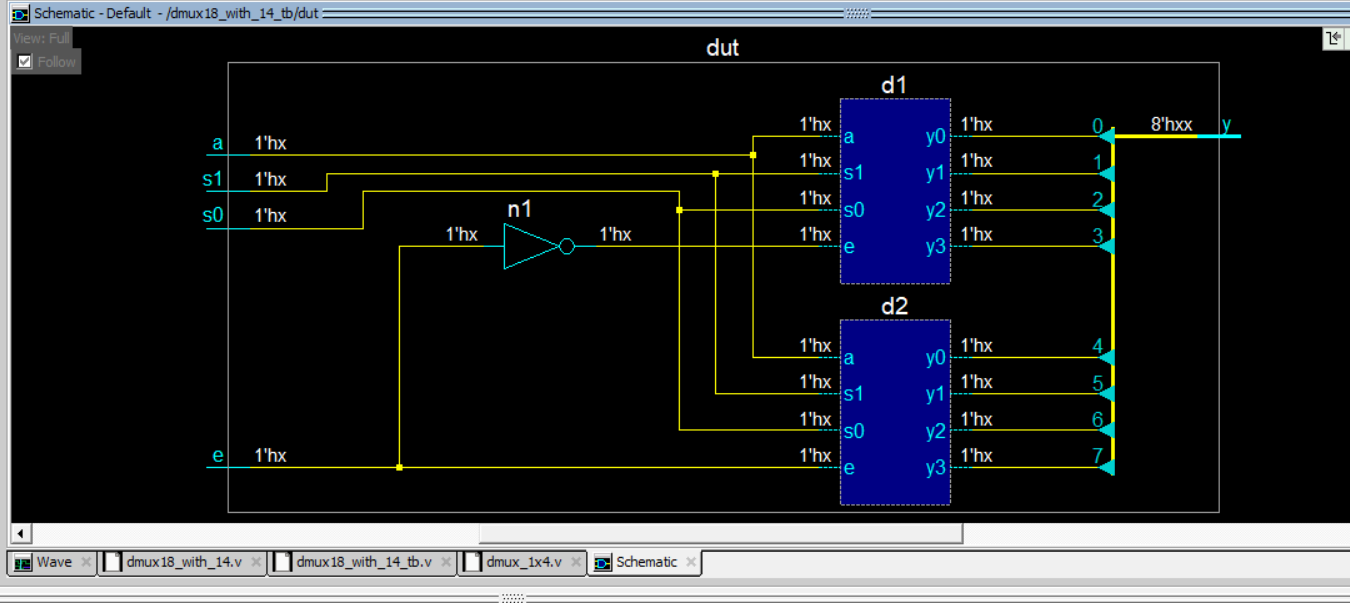 Schematic - Default - /dmux18_with_14_tb/dut
View: Full
Follow
dut
d1
a 1'hx
s1 1'hx
s0 1'hx
n1
1'hx 1'hx
1'hx a y0 1'hx 0
1'hx s1 y1 1'hx 1
1'hx s0 y2 1'hx 2
1'hx e y3 1'hx 3
8'hxx y
d2
1'hx a y0 1'hx 4
1'hx s1 y1 1'hx 5
1'hx s0 y2 1'hx 6
e 1'hx
1'hx e y3 1'hx 7
Wave dmux18_with_14.v dmux18_with_14_tb.v dmux_1x4.v Schematic